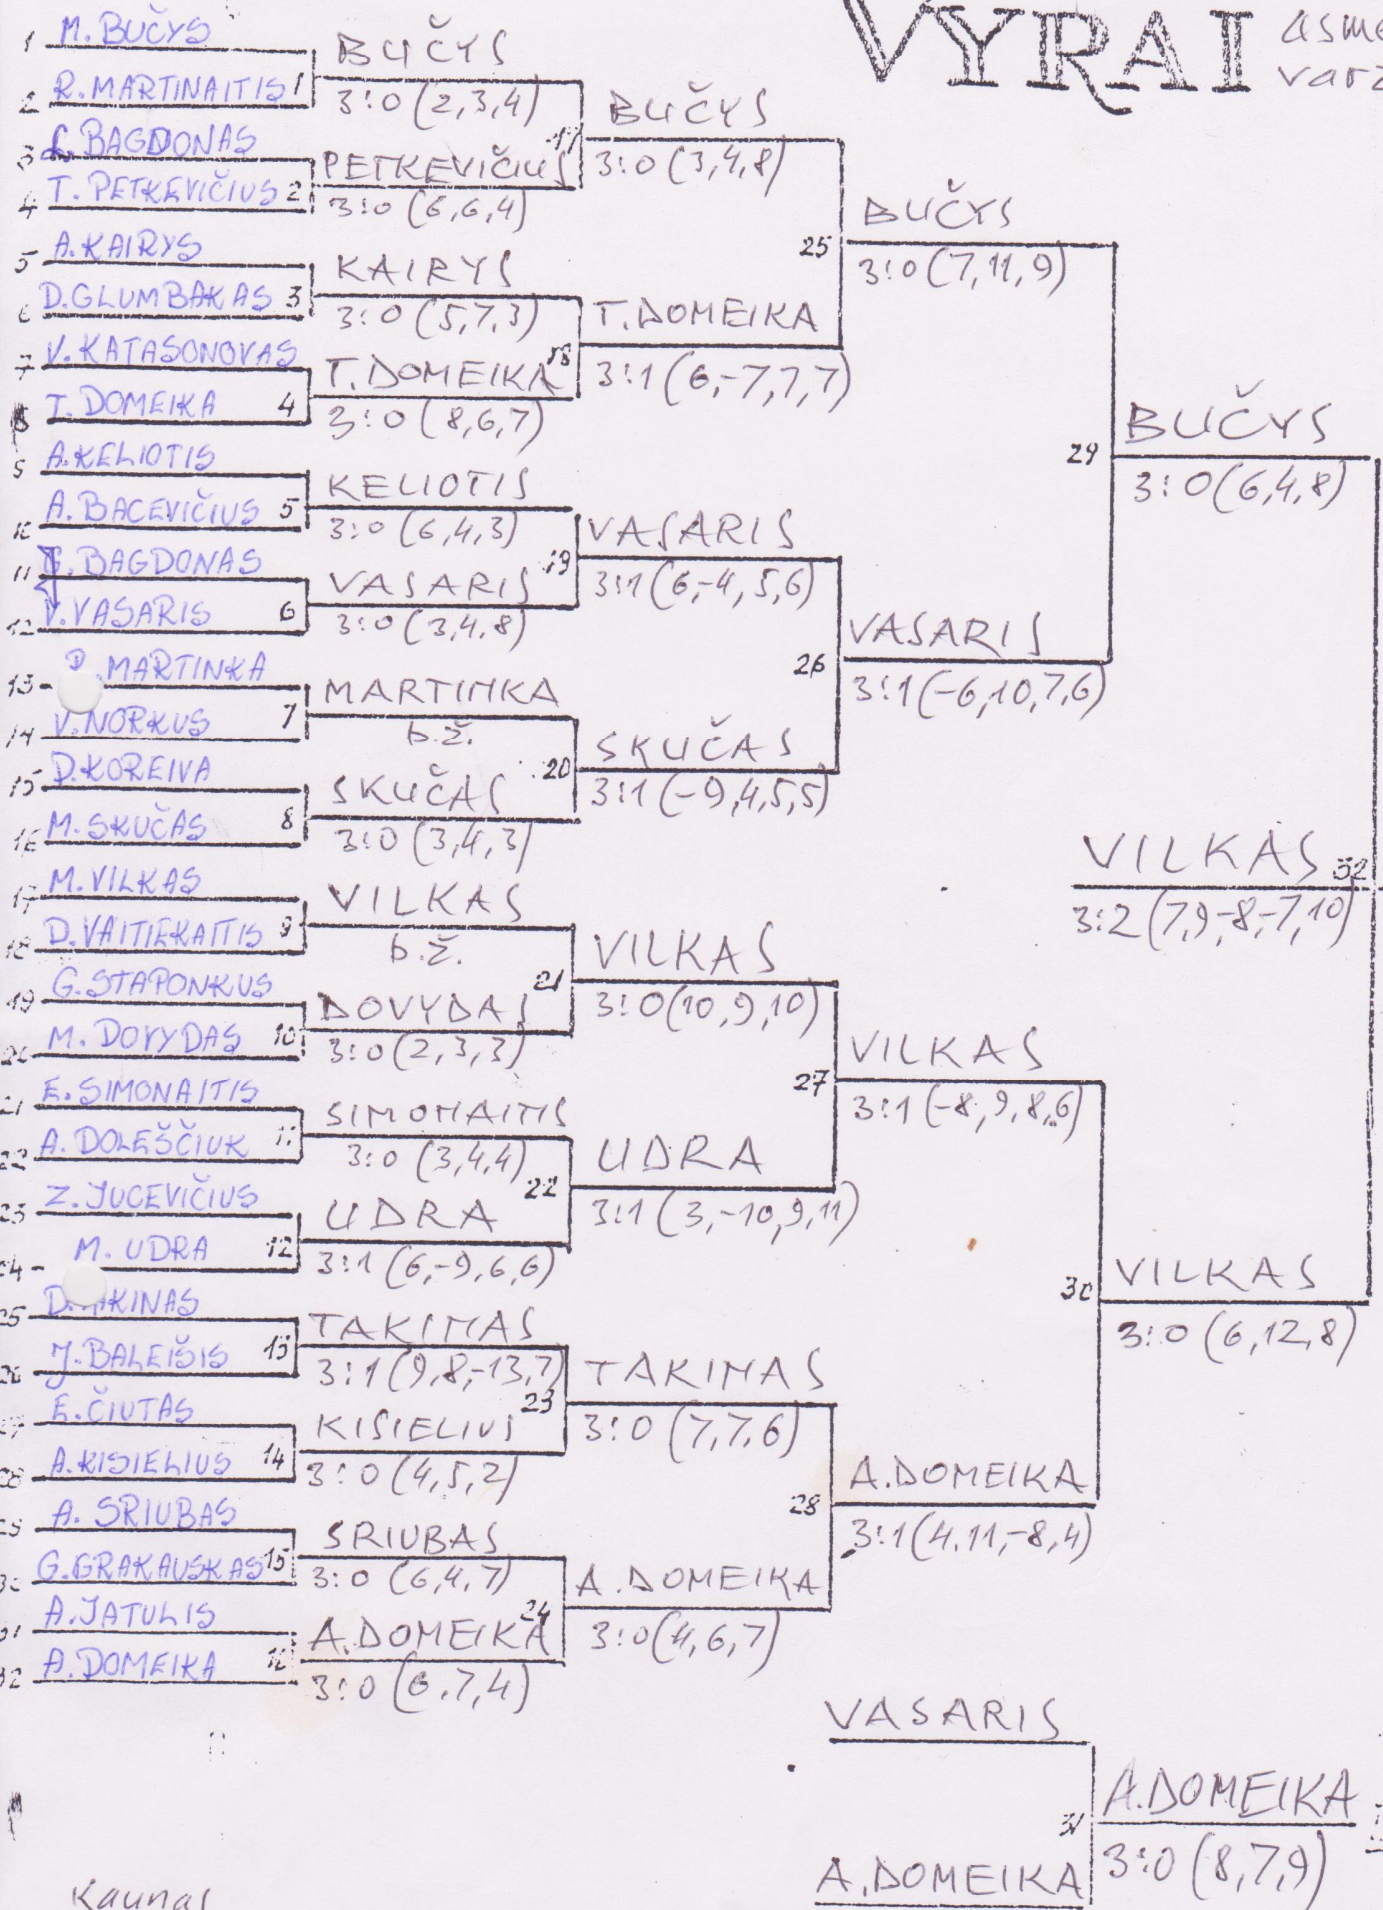 VYRAI
1 M. BUČYS
2 R. MARTINAITIS 1
3 L. BAGDONAS
4 T. PETKEVIČIUS 2
5 A. KAIRYS
6 D. GLUMBAKAS 3
7 V. KATASONOVAS
8 T. DOMEIKA 4
9 A. KELIOTIS
10 A. BACEVIČIUS 5
11 G. BAGDONAS
12 V. VASARIS 6
13 MARTINKA
14 V. NORKUS 7
15 D. KOREIVA
16 M. SKUČAS 8
17 M. VILKAS
18 D. VAITIEKAITIS 9
19 G. STAPONKUS
20 M. DOVYDAS 10
21 E. SIMONAITIS
22 A. DOLEŠČIUK 11
23 Z. JUCEVIČIUS
24 M. UDRA 12
25 D. AKINAS
26 J. BALEIŠIS 13
27 E. ČIUTAS
28 A. KISIELIUS 14
29 A. SRIUBAS
30 G. GRAKAUSKAS 15
31 A. JATULIS
32 A. DOMEIKA 16
BUČYS
3:0 (2,3,4)
PETKEVIČIUS
3:0 (6,6,4)
KAIRYS
3:0 (5,7,3)
T. DOMEIKA
3:0 (8,6,7)
KELIOTIS
3:0 (6,4,3)
VASARIS
3:0 (3,4,8)
MARTINKA
b.ž.
SKUČAS
3:0 (3,4,3)
VILKAS
b.ž.
DOVYDAS
3:0 (2,3,3)
SIMONAITIS
3:0 (3,4,4)
UDRA
3:1 (6,-9,6,6)
TAKINAS
3:1 (9,8,-13,7)
KISIELIUS
3:0 (4,5,2)
SRIUBAS
3:0 (6,4,7)
A. DOMEIKA
3:0 (6,7,4)
17 BUČYS
3:0 (3,4,8)
18 T. DOMEIKA
3:1 (6,-7,7,7)
19 VASARIS
3:1 (6,-4,5,6)
20 SKUČAS
3:1 (-9,4,5,5)
21 VILKAS
3:0 (10,9,10)
22 UDRA
3:1 (3,-10,9,11)
23 TAKINAS
3:0 (7,7,6)
24 A. DOMEIKA
3:0 (4,6,7)
25 BUČYS
3:0 (7,11,9)
26 VASARIS
3:1 (-6,10,7,6)
27 VILKAS
3:1 (-8,9,8,6)
28 A. DOMEIKA
3:1 (4.11,-8,4)
29 BUČYS
3:0 (6,4,8)
30 VILKAS
3:0 (6,12,8)
VILKAS 32
3:2 (7,9,-8,-7,10)
VASARIS
A. DOMEIKA
31 A. DOMEIKA
3:0 (8,7,9)
Kaunas